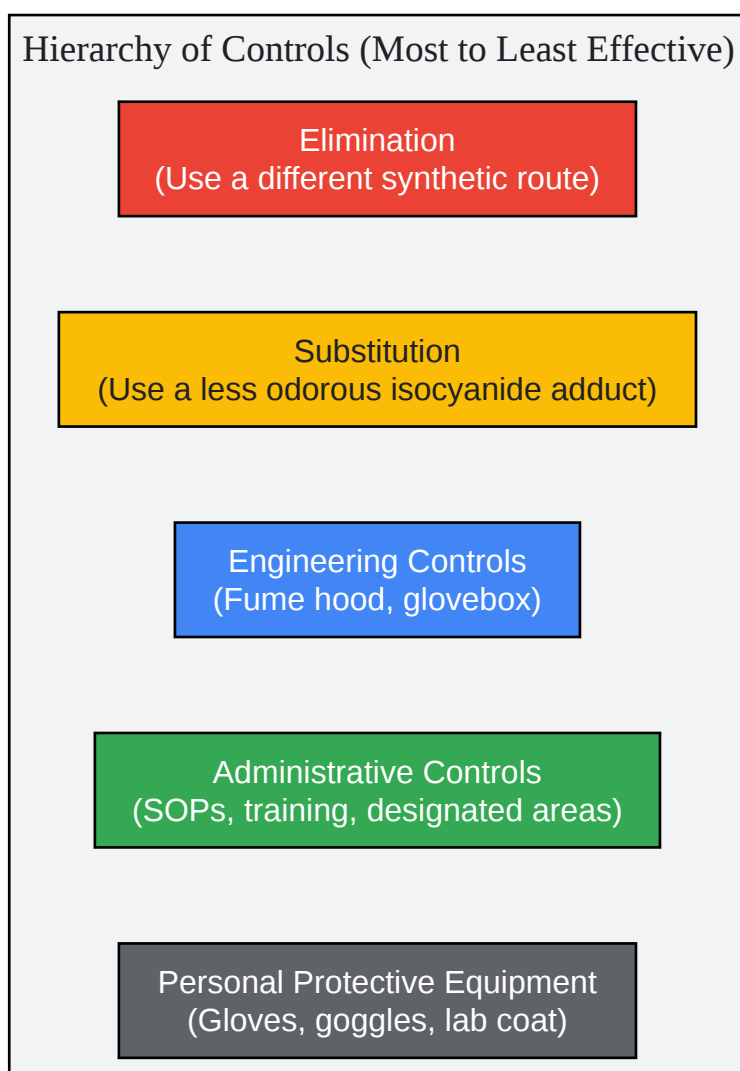 Hierarchy of Controls (Most to Least Effective)
Elimination
(Use a different synthetic route)
Substitution
(Use a less odorous isocyanide adduct)
Engineering Controls
(Fume hood, glovebox)
Administrative Controls
(SOPs, training, designated areas)
Personal Protective Equipment
(Gloves, goggles, lab coat)